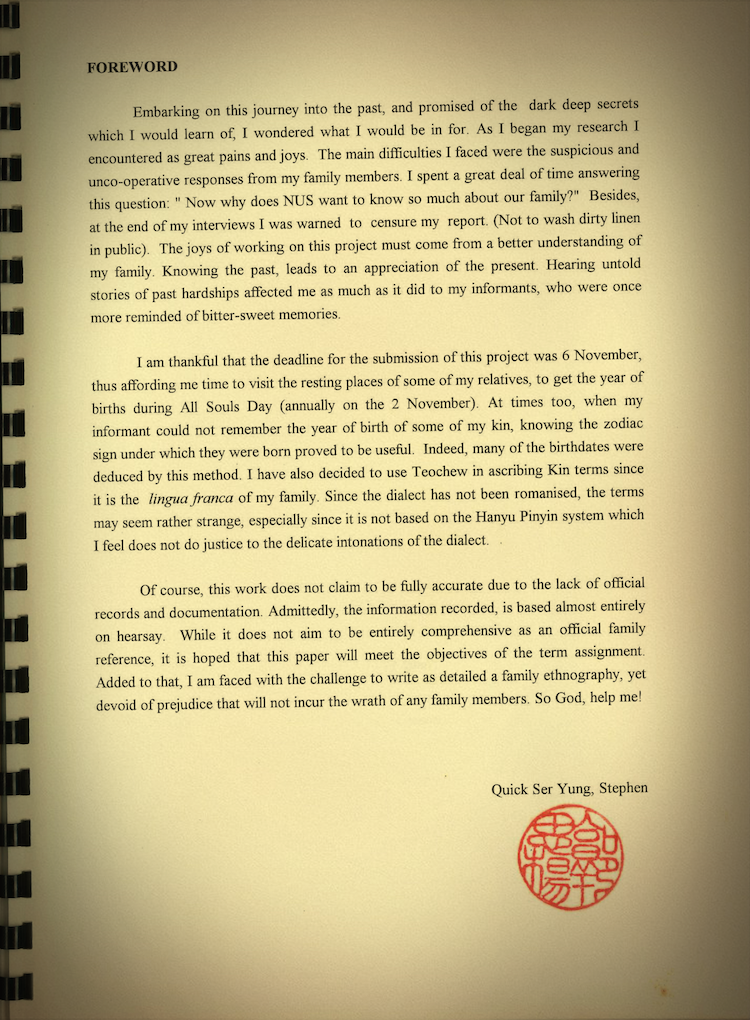 FOREWORD
Embarking on this journey into the past, and promised of the dark deep secrets
which I would learn of, I wondered what I would be in for. As I began my research I
encountered as great pains and joys. The main difficulties I faced were the suspicious and
unco-operative responses from my family members. I spent a great deal of time answering
this question: " Now why does NUS want to know so much about our family?" Besides,
at the end of my interviews I was warned to censure my report. (Not to wash dirty linen
in public). The joys of working on this project must come from a better understanding of
my family. Knowing the past, leads to an appreciation of the present. Hearing untold
stories of past hardships affected me as much as it did to my informants, who were once
more reminded of bitter-sweet memories.
I am thankful that the deadline for the submission of this project was 6 November,
thus affording me time to visit the resting places of some of my relatives, to get the year of
births during All Souls Day (annually on the 2 November). At times too, when my
informant could not remember the year of birth of some of my kin, knowing the zodiac
sign under which they were born proved to be useful. Indeed, many of the birthdates were
deduced by this method. I have also decided to use Teochew in ascribing Kin terms since
it is the lingua franca of my family. Since the dialect has not been romanised, the terms
may seem rather strange, especially since it is not based on the Hanyu Pinyin system which
I feel does not do justice to the delicate intonations of the dialect.
Of course, this work does not claim to be fully accurate due to the lack of official
records and documentation. Admittedly, the information recorded, is based almost entirely
on hearsay. While it does not aim to be entirely comprehensive as an official family
reference, it is hoped that this paper will meet the objectives of the term assignment.
Added to that, I am faced with the challenge to write as detailed a family ethnography, yet
devoid of prejudice that will not incur the wrath of any family members. So God, help me!
Quick Ser Yung, Stephen